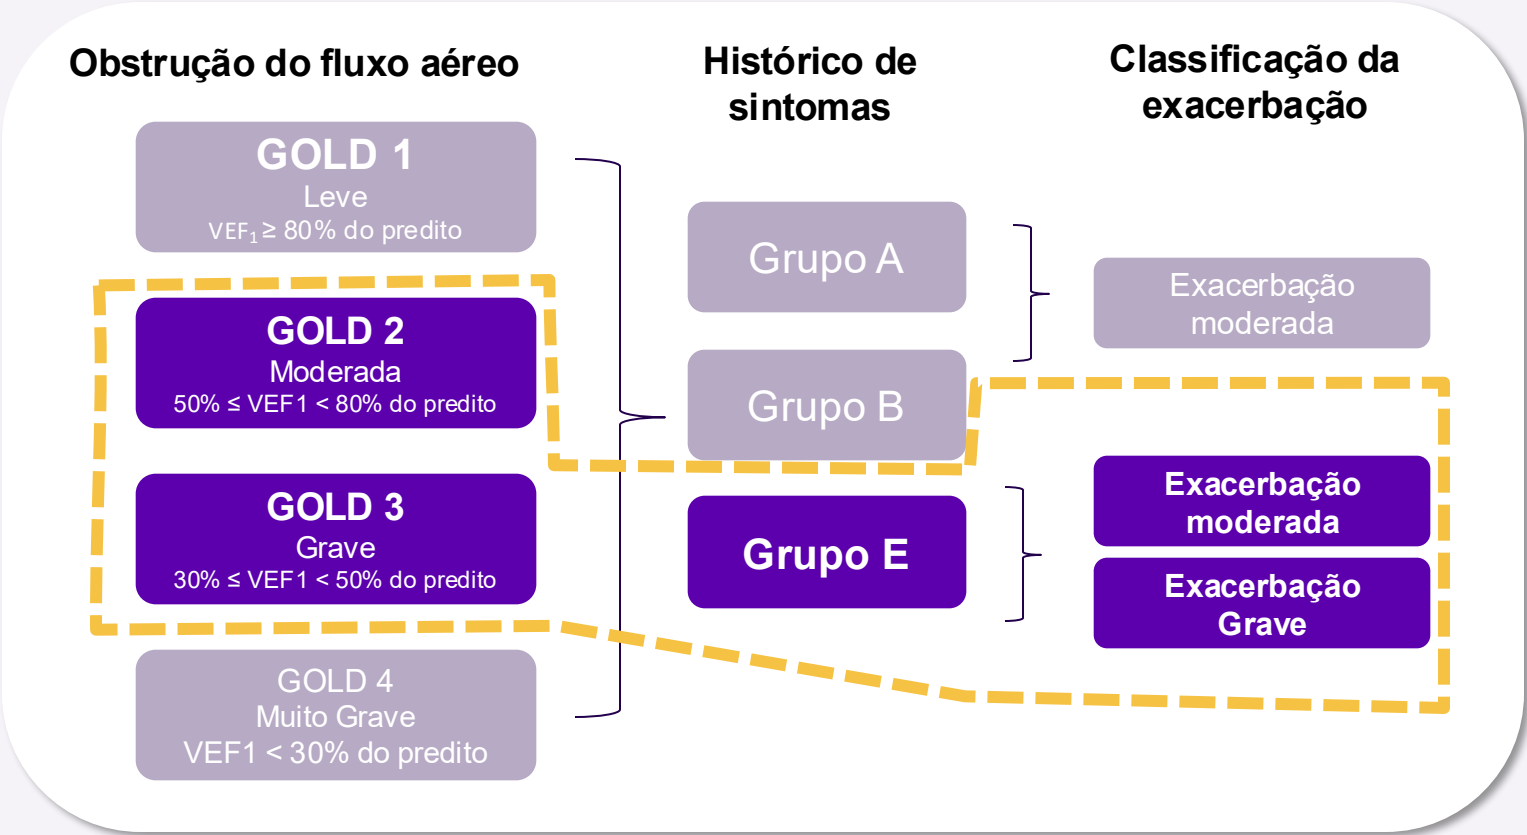 Obstrução do fluxo aéreo
GOLD 1
Leve
VEF₁ ≥ 80% do predito
GOLD 2
Moderada
50% ≤ VEF1 < 80% do predito
GOLD 3
Grave
30% ≤ VEF1 < 50% do predito
GOLD 4
Muito Grave
VEF1 < 30% do predito
Histórico de
sintomas
Grupo A
Grupo B
Grupo E
Classificação da
exacerbação
Exacerbação
moderada
Exacerbação
moderada
Exacerbação
Grave